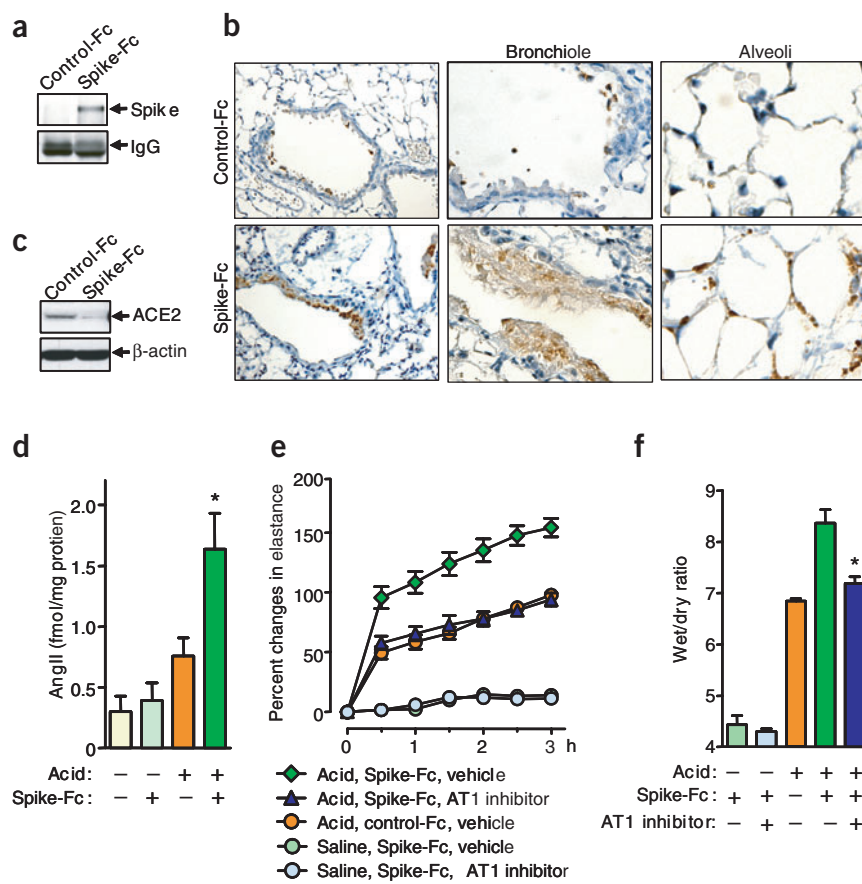 a
Control-Fc
Spike-Fc
Spike
IgG
b
Bronchiole
Alveoli
Control-Fc
Spike-Fc
c
Control-Fc
Spike-Fc
ACE2
β-actin
d
AngII (fmol/mg protien)
2.0
1.5
1.0
0.5
0
*
Acid: – – + +
Spike-Fc: – + – +
e
Percent changes in elastance
200
150
100
50
0
0 1 2 3 h
Acid, Spike-Fc, vehicle
Acid, Spike-Fc, AT1 inhibitor
Acid, control-Fc, vehicle
Saline, Spike-Fc, vehicle
Saline, Spike-Fc, AT1 inhibitor
f
Wet/dry ratio
9
8
7
6
5
4
*
Acid: – – + + +
Spike-Fc: + + – + +
AT1 inhibitor: – + – – +